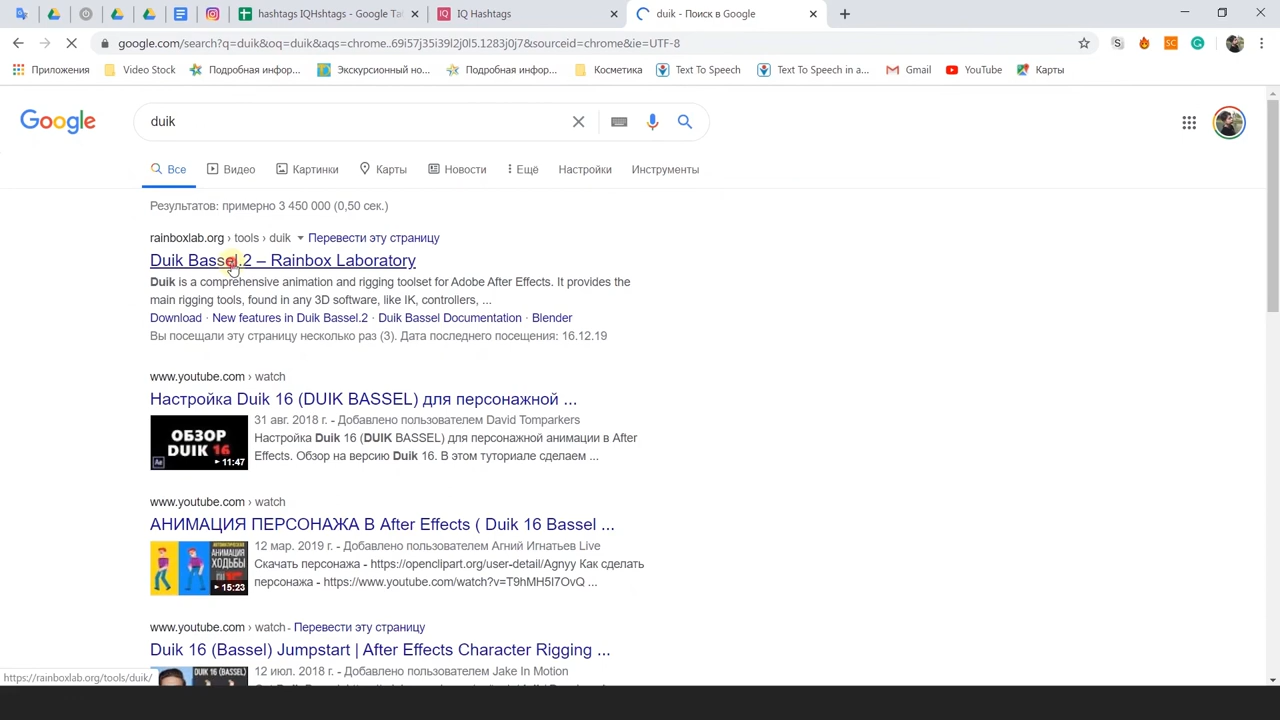 hashtags IQHshtags - Google Таб
IQ Hashtags
duik - Поиск в Google
google.com/search?q=duik&oq=duik&aqs=chrome..69i57j35i39l2j0l5.1283j0j7&sourceid=chrome&ie=UTF-8
Приложения
Video Stock
Подробная инфор...
Экскурсионный но...
Подробная инфор...
Косметика
Text To Speech
Text To Speech in a...
Gmail
YouTube
Карты
Google
duik
Все
Видео
Картинки
Карты
Новости
Ещё
Настройки
Инструменты
Результатов: примерно 3 450 000 (0,50 сек.)
rainboxlab.org › tools › duik Перевести эту страницу
Duik Bassel.2 – Rainbox Laboratory
Duik is a comprehensive animation and rigging toolset for Adobe After Effects. It provides the
main rigging tools, found in any 3D software, like IK, controllers, ...
Download · New features in Duik Bassel.2 · Duik Bassel Documentation · Blender
Вы посещали эту страницу несколько раз (3). Дата последнего посещения: 16.12.19
www.youtube.com › watch
Настройка Duik 16 (DUIK BASSEL) для персонажной ...
ОБЗОР
DUIK 16
Ae
11:47
31 авг. 2018 г. - Добавлено пользователем David Tomparkers
Настройка Duik 16 (DUIK BASSEL) для персонажной анимации в After
Effects. Обзор на версию Duik 16. В этом туториале сделаем ...
www.youtube.com › watch
АНИМАЦИЯ ПЕРСОНАЖА В After Effects ( Duik 16 Bassel ...
АНИМАЦИЯ
ХОДЬБЫ
15:23
12 мар. 2019 г. - Добавлено пользователем Агний Игнатьев Live
Скачать персонажа - https://openclipart.org/user-detail/Agnyy Как сделать
персонажа - https://www.youtube.com/watch?v=T9hMH5I7OvQ ...
www.youtube.com › watch - Перевести эту страницу
Duik 16 (Bassel) Jumpstart | After Effects Character Rigging ...
DUIK 16 (BASSEL)
12 июл. 2018 г. - Добавлено пользователем Jake In Motion
https://rainboxlab.org/tools/duik/